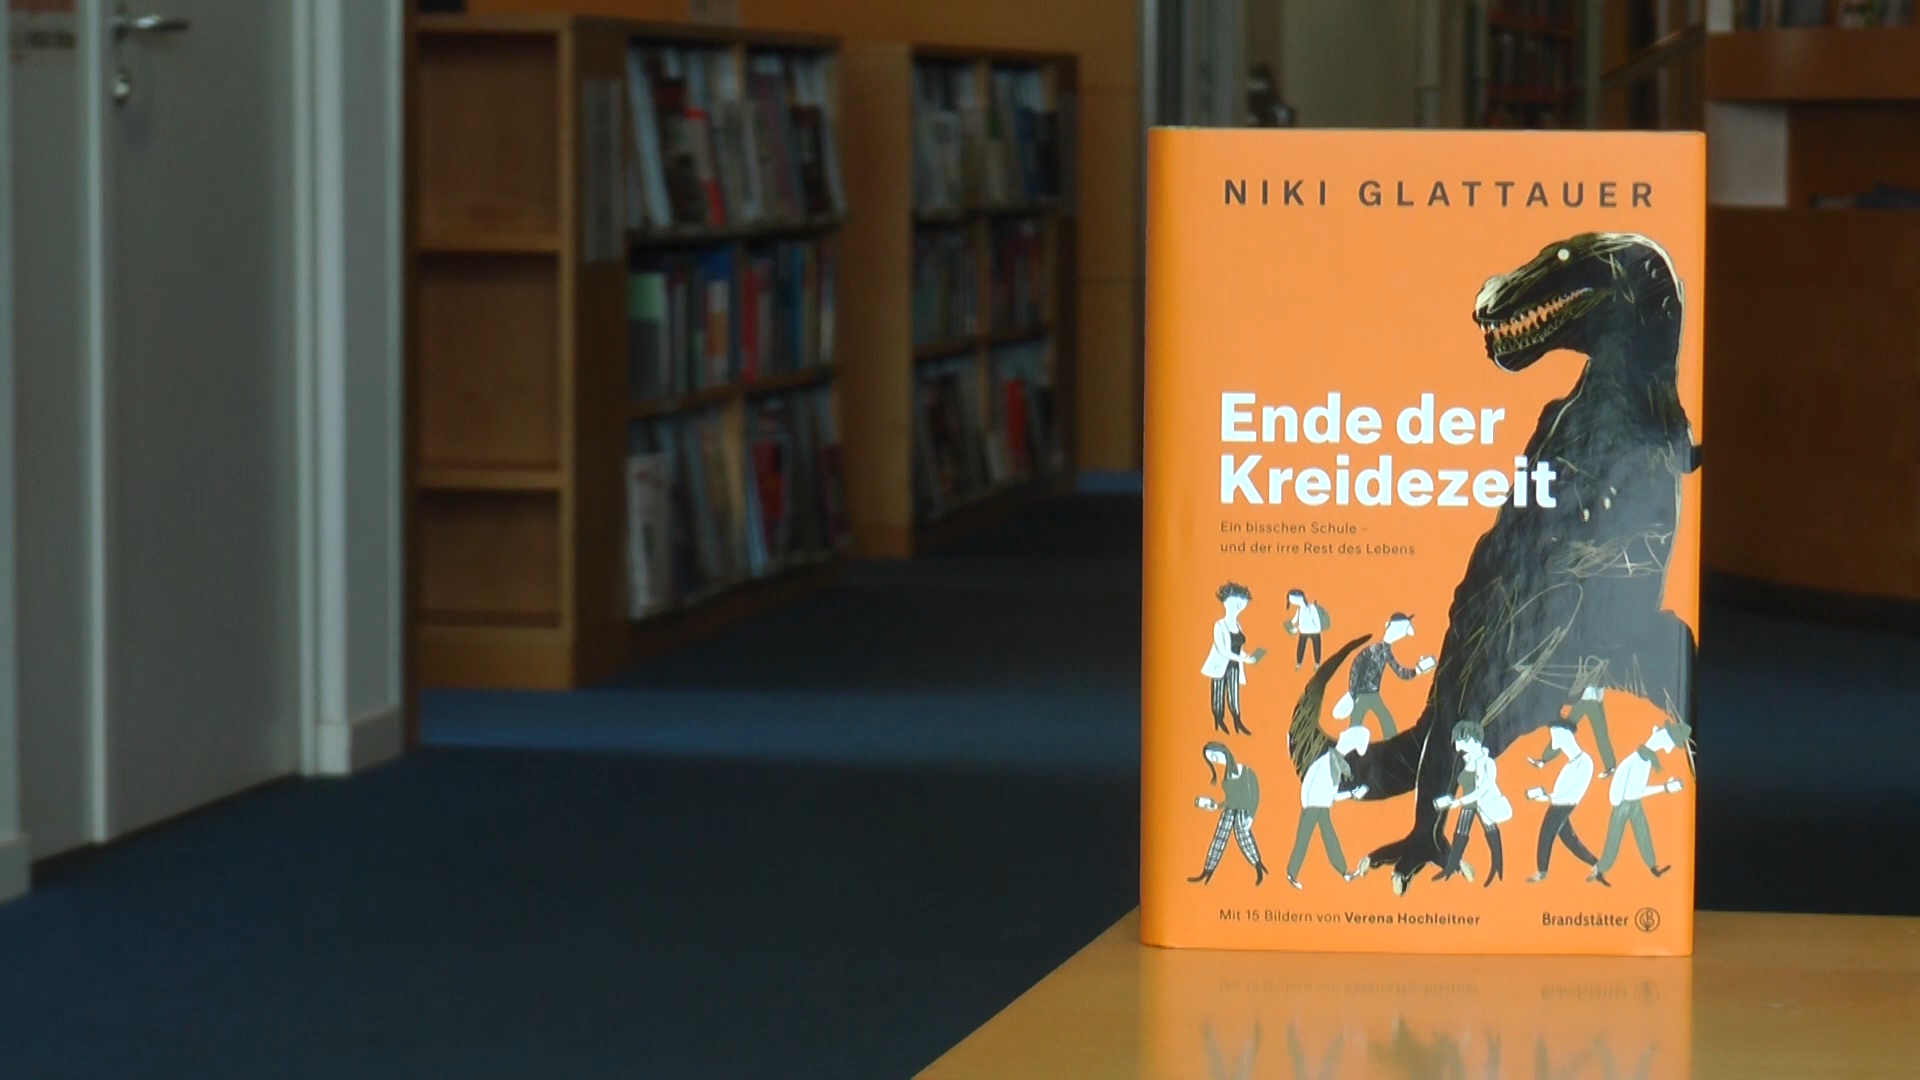 NIKI GLATTAUER
Ende der
Kreidezeit
Ein bisschen Schule –
und der irre Rest des Lebens
Mit 15 Bildern von Verena Hochleitner
Brandstätter